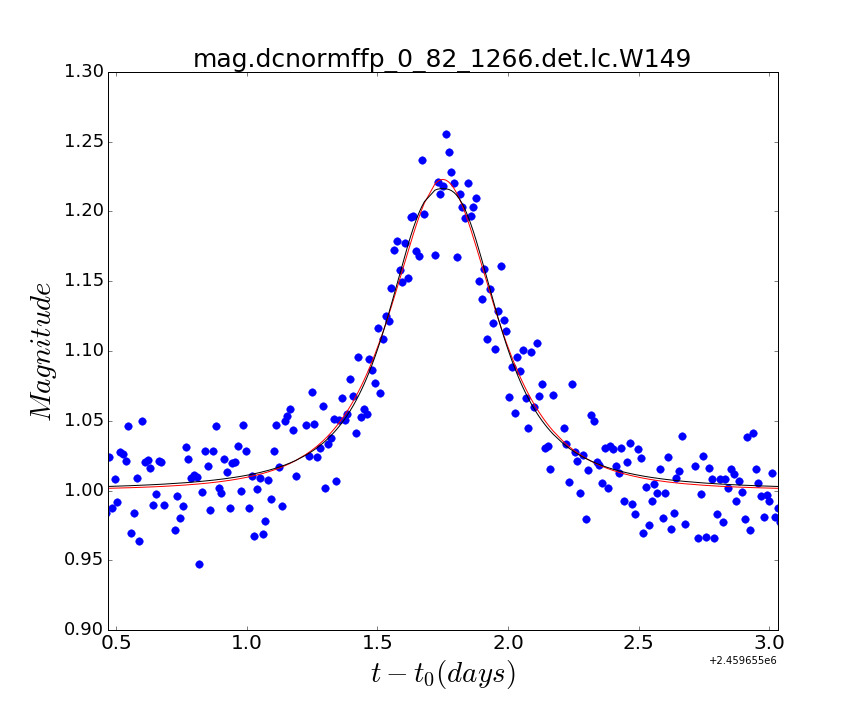 mag.dcnormffp_0_82_1266.det.lc.W149
1.30
1.25
1.20
1.15
1.10
1.05
1.00
0.95
0.90
Magnitude
0.5 1.0 1.5 2.0 2.5 3.0
+2.459655e6
t − t₀(days)